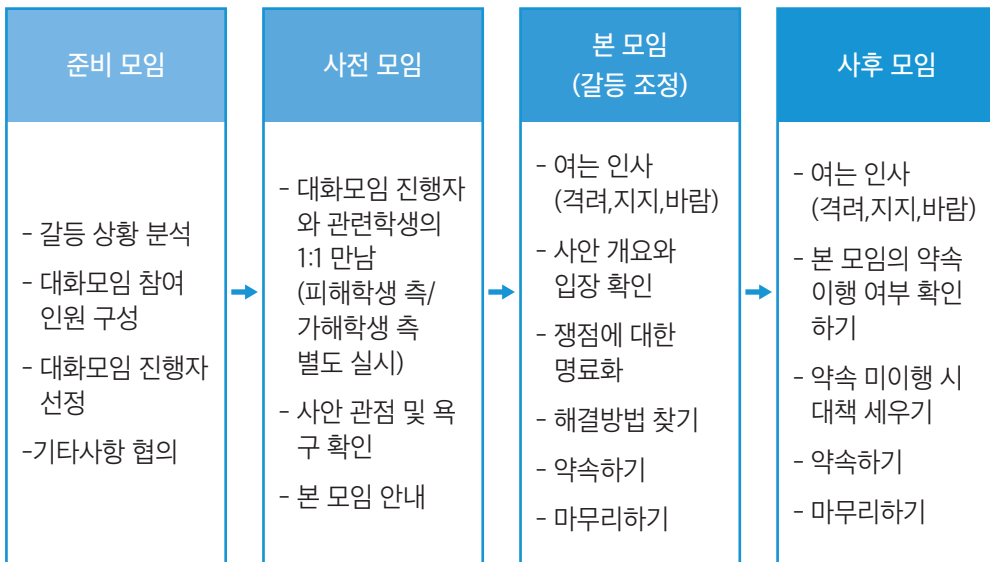 준비 모임
- 갈등 상황 분석
- 대화모임 참여
인원 구성
- 대화모임 진행자
선정
-기타사항 협의
사전 모임
- 대화모임 진행자
와 관련학생의
1:1 만남
(피해학생 측/
가해학생 측
별도 실시)
- 사안 관점 및 욕
구 확인
- 본 모임 안내
본 모임
(갈등 조정)
- 여는 인사
(격려,지지,바람)
- 사안 개요와
입장 확인
- 쟁점에 대한
명료화
- 해결방법 찾기
- 약속하기
- 마무리하기
사후 모임
- 여는 인사
(격려,지지,바람)
- 본 모임의 약속
이행 여부 확인
하기
- 약속 미이행 시
대책 세우기
- 약속하기
- 마무리하기